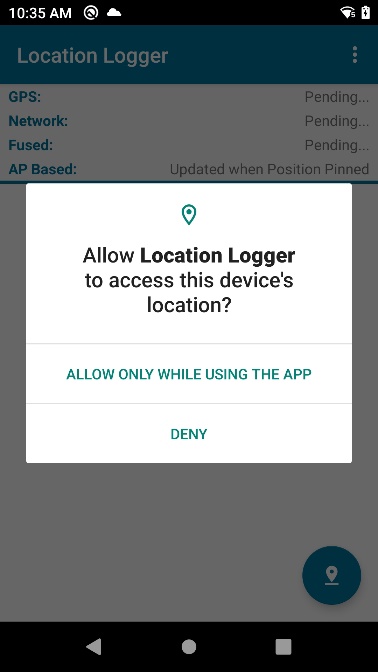 10:35 AM
Location Logger
GPS: Pending...
Network: Pending...
Fused: Pending...
AP Based: Updated when Position Pinned
Allow Location Logger
to access this device's
location?
ALLOW ONLY WHILE USING THE APP
DENY